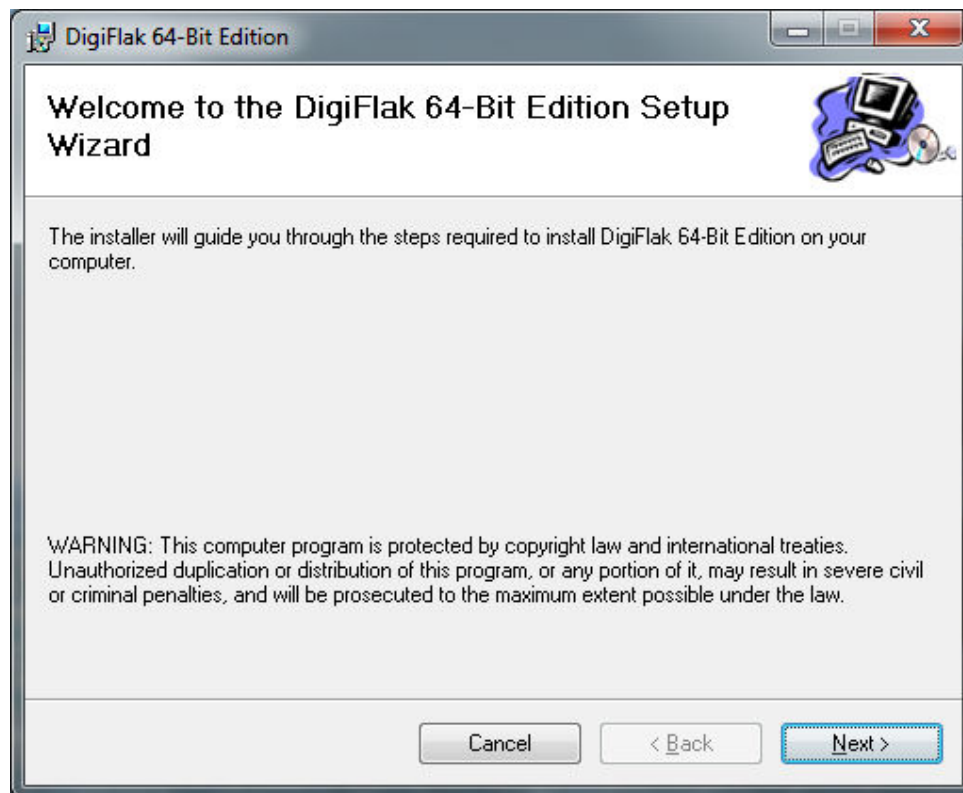 DigiFlak 64-Bit Edition
Welcome to the DigiFlak 64-Bit Edition Setup
Wizard
The installer will guide you through the steps required to install DigiFlak 64-Bit Edition on your
computer.
WARNING: This computer program is protected by copyright law and international treaties.
Unauthorized duplication or distribution of this program, or any portion of it, may result in severe civil
or criminal penalties, and will be prosecuted to the maximum extent possible under the law.
Cancel < Back Next >